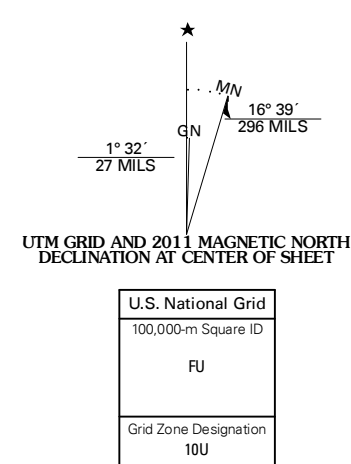 MN
GN
16° 39´
296 MILS
1° 32´
27 MILS
UTM GRID AND 2011 MAGNETIC NORTH
DECLINATION AT CENTER OF SHEET
U.S. National Grid
100,000-m Square ID
FU
Grid Zone Designation
10U